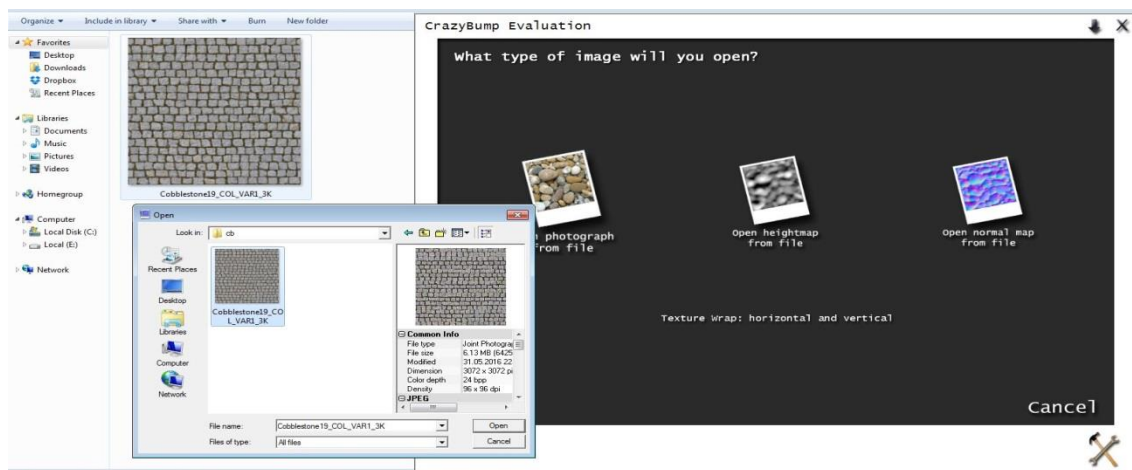 Organize
Include in library
Share with
Burn
New folder
Favorites
Desktop
Downloads
Dropbox
Recent Places
Libraries
Documents
Music
Pictures
Videos
Homegroup
Computer
Local Disk (C:)
Local (E:)
Network
Cobblestone19_COL_VAR1_3K
Open
Look in:
cb
Recent Places
Desktop
Libraries
Computer
Network
Cobblestone19_CO
L_VAR1_3K
Common Info
File type Joint Photogra
File size 6.13 MB (6425
Modified 31.05.2016 22
Dimension 3072 x 3072 pi
Color depth 24 bpp
Density 96 x 96 dpi
JPEG
File name: Cobblestone19_COL_VAR1_3K
Open
Files of type: All files
Cancel
CrazyBump Evaluation
What type of image will you open?
photograph
from file
Open heightmap
from file
Open normal map
from file
Texture Wrap: horizontal and vertical
Cancel